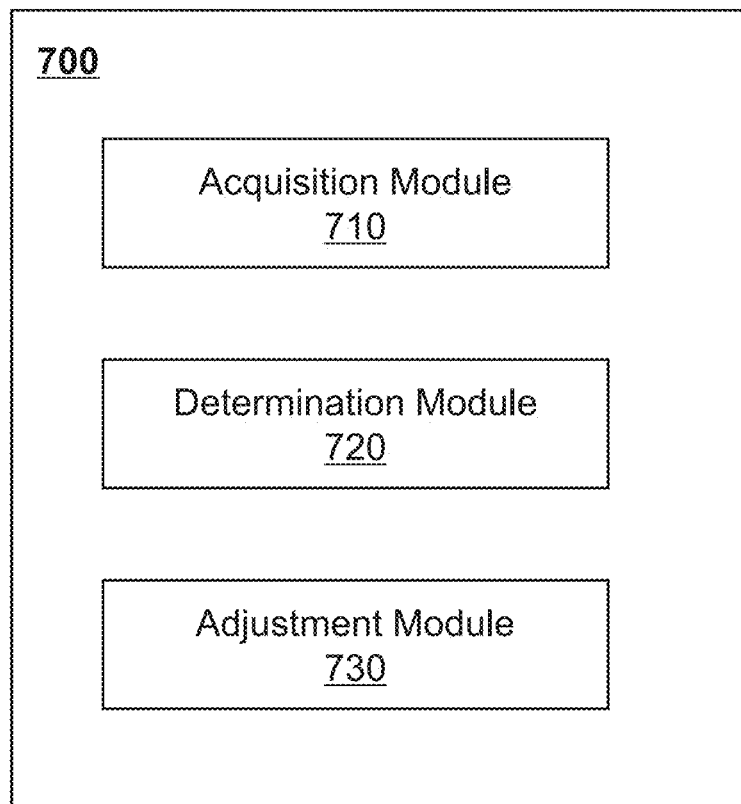 700
Acquisition Module
710
Determination Module
720
Adjustment Module
730